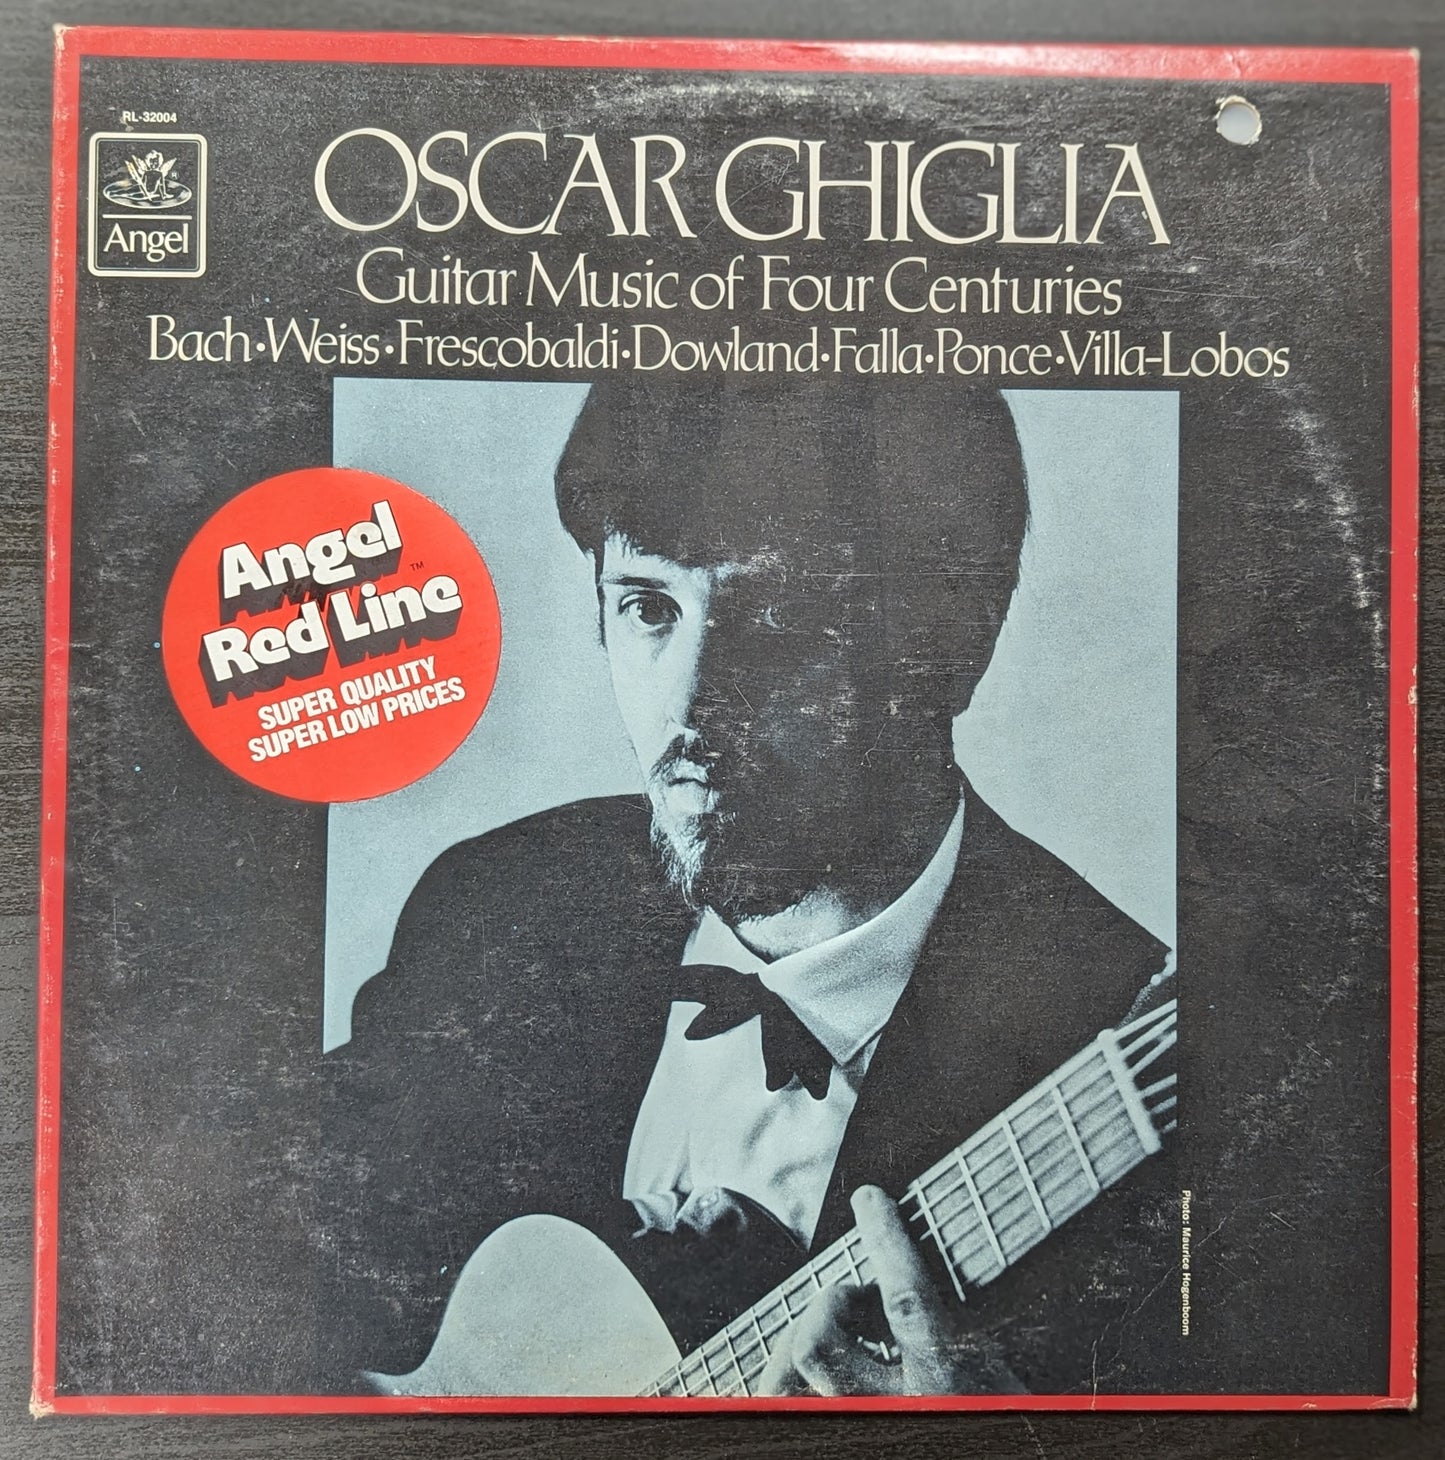 RL-32004
Angel
OSCAR GHIGLIA
Guitar Music of Four Centuries
Bach•Weiss•Frescobaldi•Dowland•Falla•Ponce•Villa-Lobos
Angel
Red Line™
SUPER QUALITY
SUPER LOW PRICES
Photo: Maurice Hogenboom